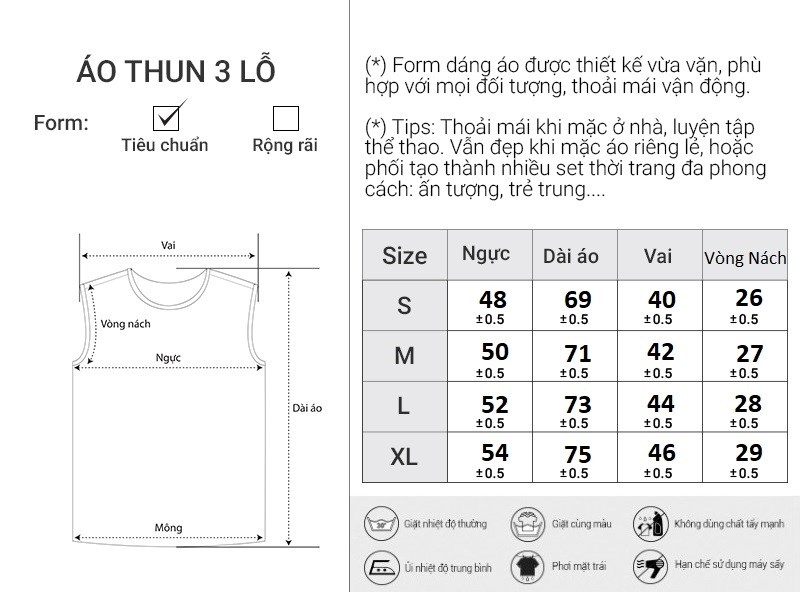 ÁO THUN 3 LỖ
Form:
Tiêu chuẩn
Rộng rãi
Vai
Vòng nách
Ngực
Dài áo
Mông
(*) Form dáng áo được thiết kế vừa vặn, phù
hợp với mọi đối tượng, thoải mái vận động.
(*) Tips: Thoải mái khi mặc ở nhà, luyện tập
thể thao. Vẫn đẹp khi mặc áo riêng lẻ, hoặc
phối tạo thành nhiều set thời trang đa phong
cách: ấn tượng, trẻ trung....
Size Ngực Dài áo Vai Vòng Nách
S 48 69 40 26
±0.5 ±0.5 ±0.5 ±0.5
M 50 71 42 27
±0.5 ±0.5 ±0.5 ±0.5
L 52 73 44 28
±0.5 ±0.5 ±0.5 ±0.5
XL 54 75 46 29
±0.5 ±0.5 ±0.5 ±0.5
30° Giặt nhiệt độ thường Giặt cùng màu Không dùng chất tẩy mạnh
Ủi nhiệt độ trung bình Phơi mặt trái Hạn chế sử dụng máy sấy